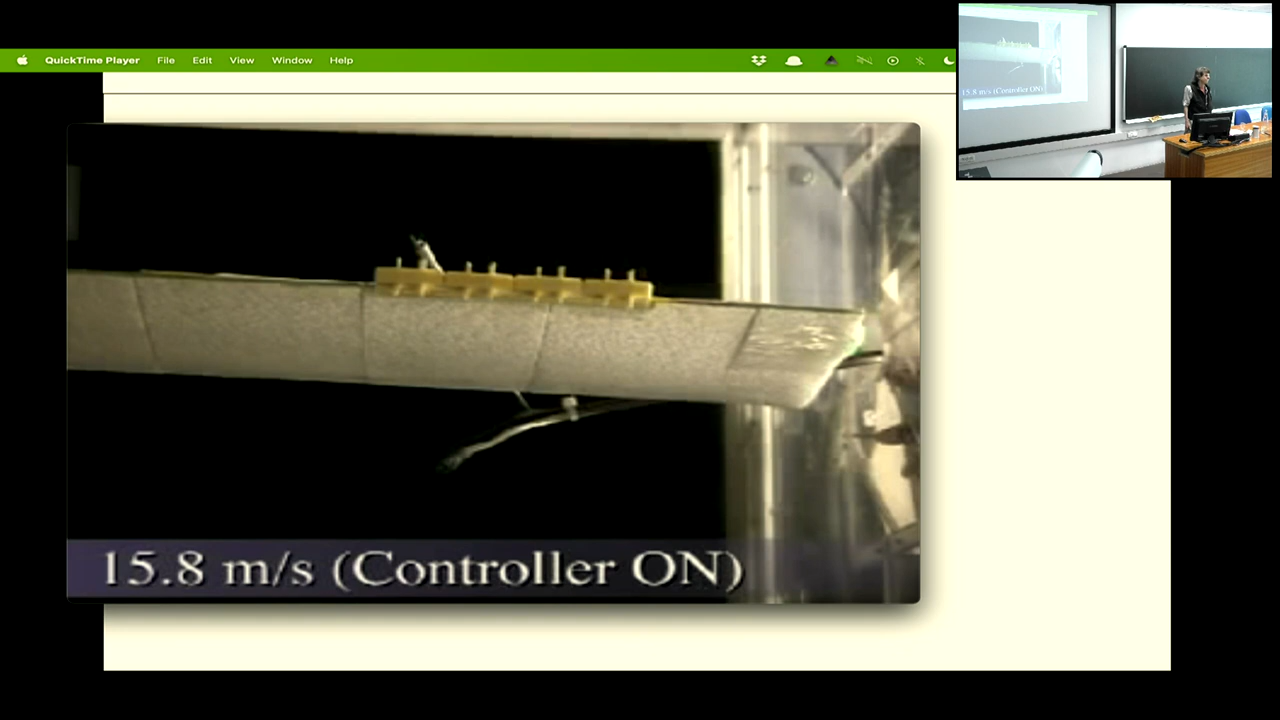 QuickTime Player File Edit View Window Help
15.8 m/s (Controller ON)
15.8 m/s (Controller ON)